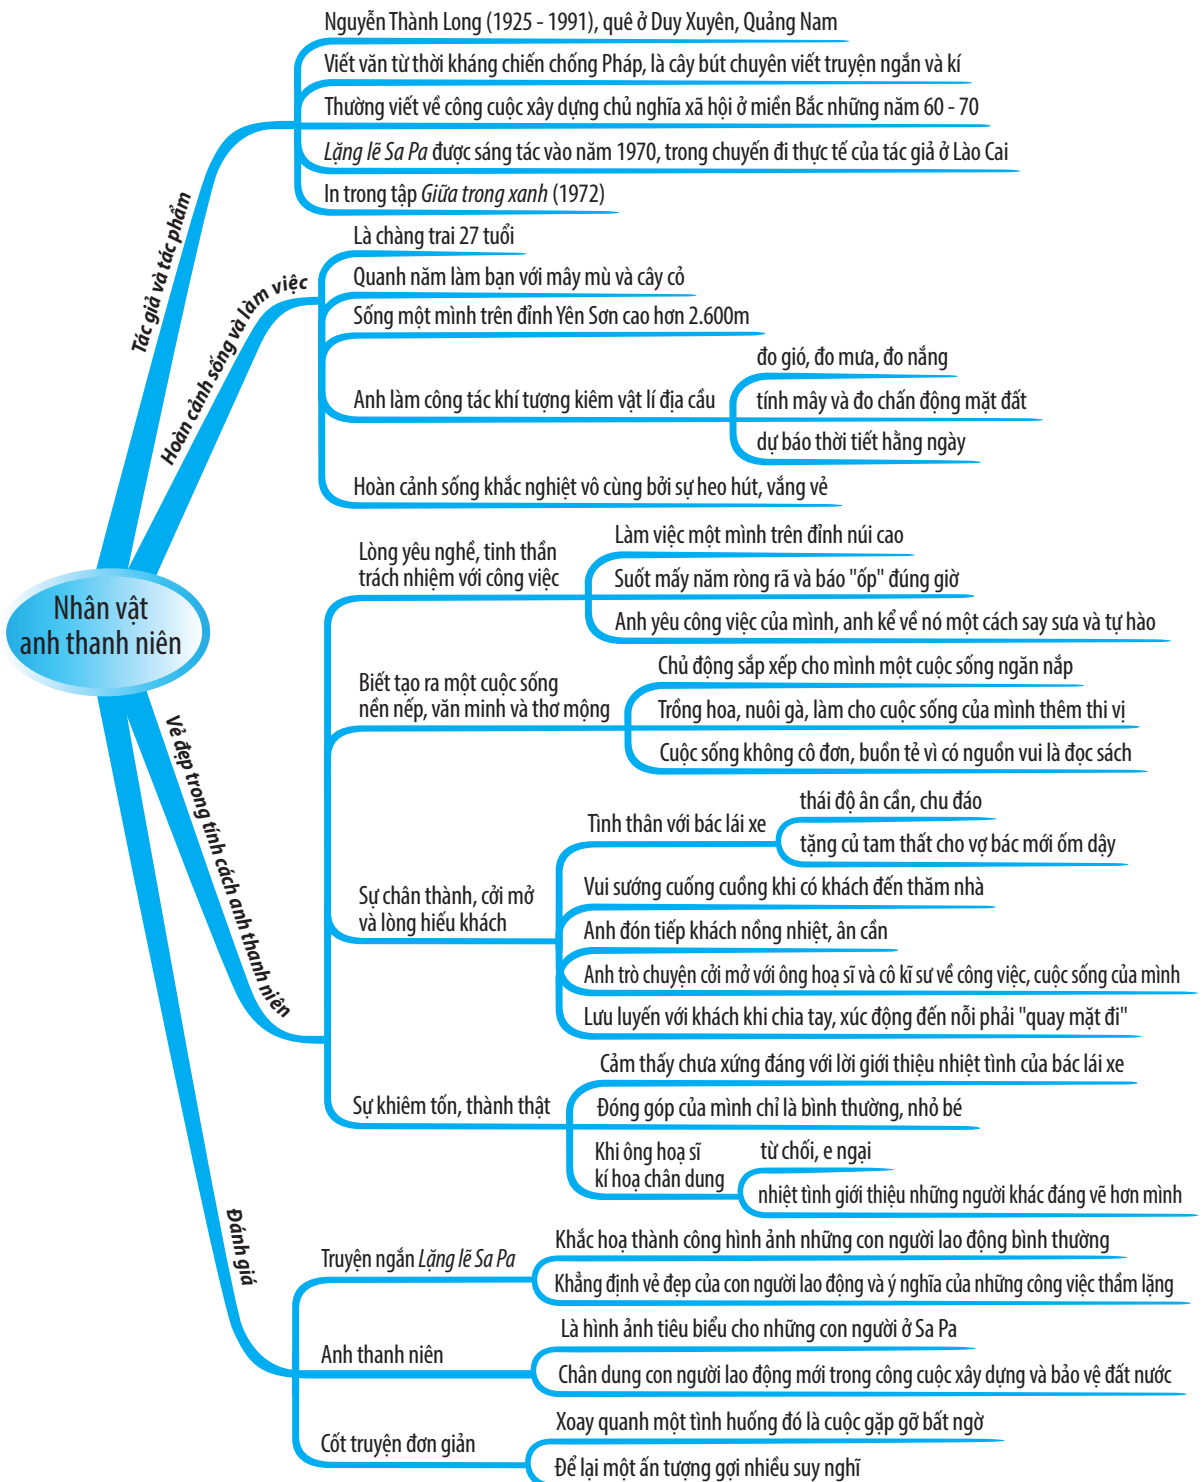 Nguyễn Thành Long (1925 - 1991), quê ở Duy Xuyên, Quảng Nam
Viết văn từ thời kháng chiến chống Pháp, là cây bút chuyên viết truyện ngắn và kí
Thường viết về công cuộc xây dựng chủ nghĩa xã hội ở miền Bắc những năm 60 - 70
Lặng lẽ Sa Pa được sáng tác vào năm 1970, trong chuyến đi thực tế của tác giả ở Lào Cai
In trong tập Giữa trong xanh (1972)
Tác giả và tác phẩm
Là chàng trai 27 tuổi
Quanh năm làm bạn với mây mù và cây cỏ
Sống một mình trên đỉnh Yên Sơn cao hơn 2.600m
Anh làm công tác khí tượng kiêm vật lí địa cầu
đo gió, đo mưa, đo nắng
tính mây và đo chấn động mặt đất
dự báo thời tiết hằng ngày
Hoàn cảnh sống khắc nghiệt vô cùng bởi sự heo hút, vắng vẻ
Hoàn cảnh sống và làm việc
Nhân vật
anh thanh niên
Lòng yêu nghề, tinh thần
trách nhiệm với công việc
Làm việc một mình trên đỉnh núi cao
Suốt mấy năm ròng rã và báo "ốp" đúng giờ
Anh yêu công việc của mình, anh kể về nó một cách say sưa và tự hào
Biết tạo ra một cuộc sống
nền nếp, văn minh và thơ mộng
Chủ động sắp xếp cho mình một cuộc sống ngăn nắp
Trồng hoa, nuôi gà, làm cho cuộc sống của mình thêm thi vị
Cuộc sống không cô đơn, buồn tẻ vì có nguồn vui là đọc sách
Vẻ đẹp trong tính cách anh thanh niên
Sự chân thành, cởi mở
và lòng hiếu khách
Tình thân với bác lái xe
thái độ ân cần, chu đáo
tặng củ tam thất cho vợ bác mới ốm dậy
Vui sướng cuống cuồng khi có khách đến thăm nhà
Anh đón tiếp khách nồng nhiệt, ân cần
Anh trò chuyện cởi mở với ông hoạ sĩ và cô kĩ sư về công việc, cuộc sống của mình
Lưu luyến với khách khi chia tay, xúc động đến nỗi phải "quay mặt đi"
Sự khiêm tốn, thành thật
Cảm thấy chưa xứng đáng với lời giới thiệu nhiệt tình của bác lái xe
Đóng góp của mình chỉ là bình thường, nhỏ bé
Khi ông hoạ sĩ
kí hoạ chân dung
từ chối, e ngại
nhiệt tình giới thiệu những người khác đáng vẽ hơn mình
Đánh giá
Truyện ngắn Lặng lẽ Sa Pa
Khắc hoạ thành công hình ảnh những con người lao động bình thường
Khẳng định vẻ đẹp của con người lao động và ý nghĩa của những công việc thầm lặng
Anh thanh niên
Là hình ảnh tiêu biểu cho những con người ở Sa Pa
Chân dung con người lao động mới trong công cuộc xây dựng và bảo vệ đất nước
Cốt truyện đơn giản
Xoay quanh một tình huống đó là cuộc gặp gỡ bất ngờ
Để lại một ấn tượng gợi nhiều suy nghĩ